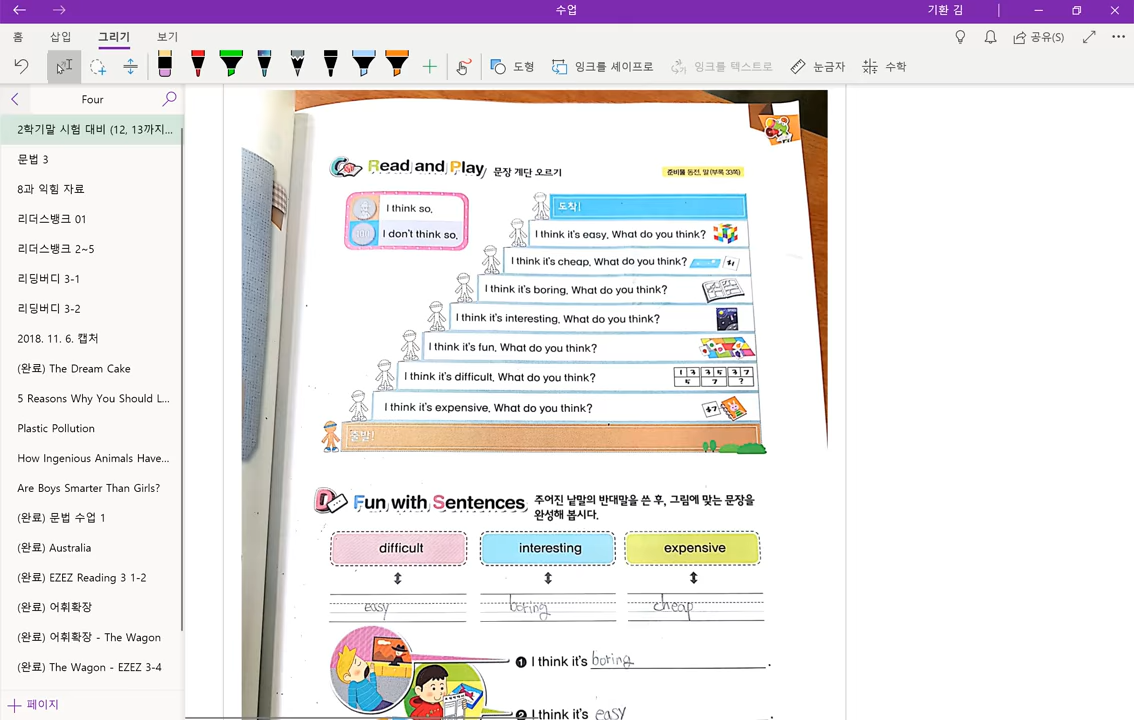 수업
기환 김
홈 삽입 그리기 보기
공유(S)
도형 잉크를 셰이프로 잉크를 텍스트로 눈금자 수학
Four
2학기말 시험 대비 (12, 13까지...
문법 3
8과 익힘 자료
리더스뱅크 01
리더스뱅크 2~5
리딩버디 3-1
리딩버디 3-2
2018. 11. 6. 캡처
(완료) The Dream Cake
5 Reasons Why You Should L...
Plastic Pollution
How Ingenious Animals Have...
Are Boys Smarter Than Girls?
(완료) 문법 수업 1
(완료) Australia
(완료) EZEZ Reading 3 1-2
(완료) 어휘확장
(완료) 어휘확장 - The Wagon
(완료) The Wagon - EZEZ 3-4
페이지
C Read and Play 문장 계단 오르기
준비물 동전, 말 (부록 33쪽)
I think so.
I don't think so.
도착!
I think it's easy. What do you think?
I think it's cheap. What do you think?
I think it's boring. What do you think?
I think it's interesting. What do you think?
I think it's fun. What do you think?
I think it's difficult. What do you think?
1 3 3 5 3 7
5 7 ?
I think it's expensive. What do you think?
출발!
D Fun with Sentences 주어진 낱말의 반대말을 쓴 후, 그림에 맞는 문장을
완성해 봅시다.
difficult interesting expensive
easy boring cheap
1 I think it's boring.
2 I think it's easy.